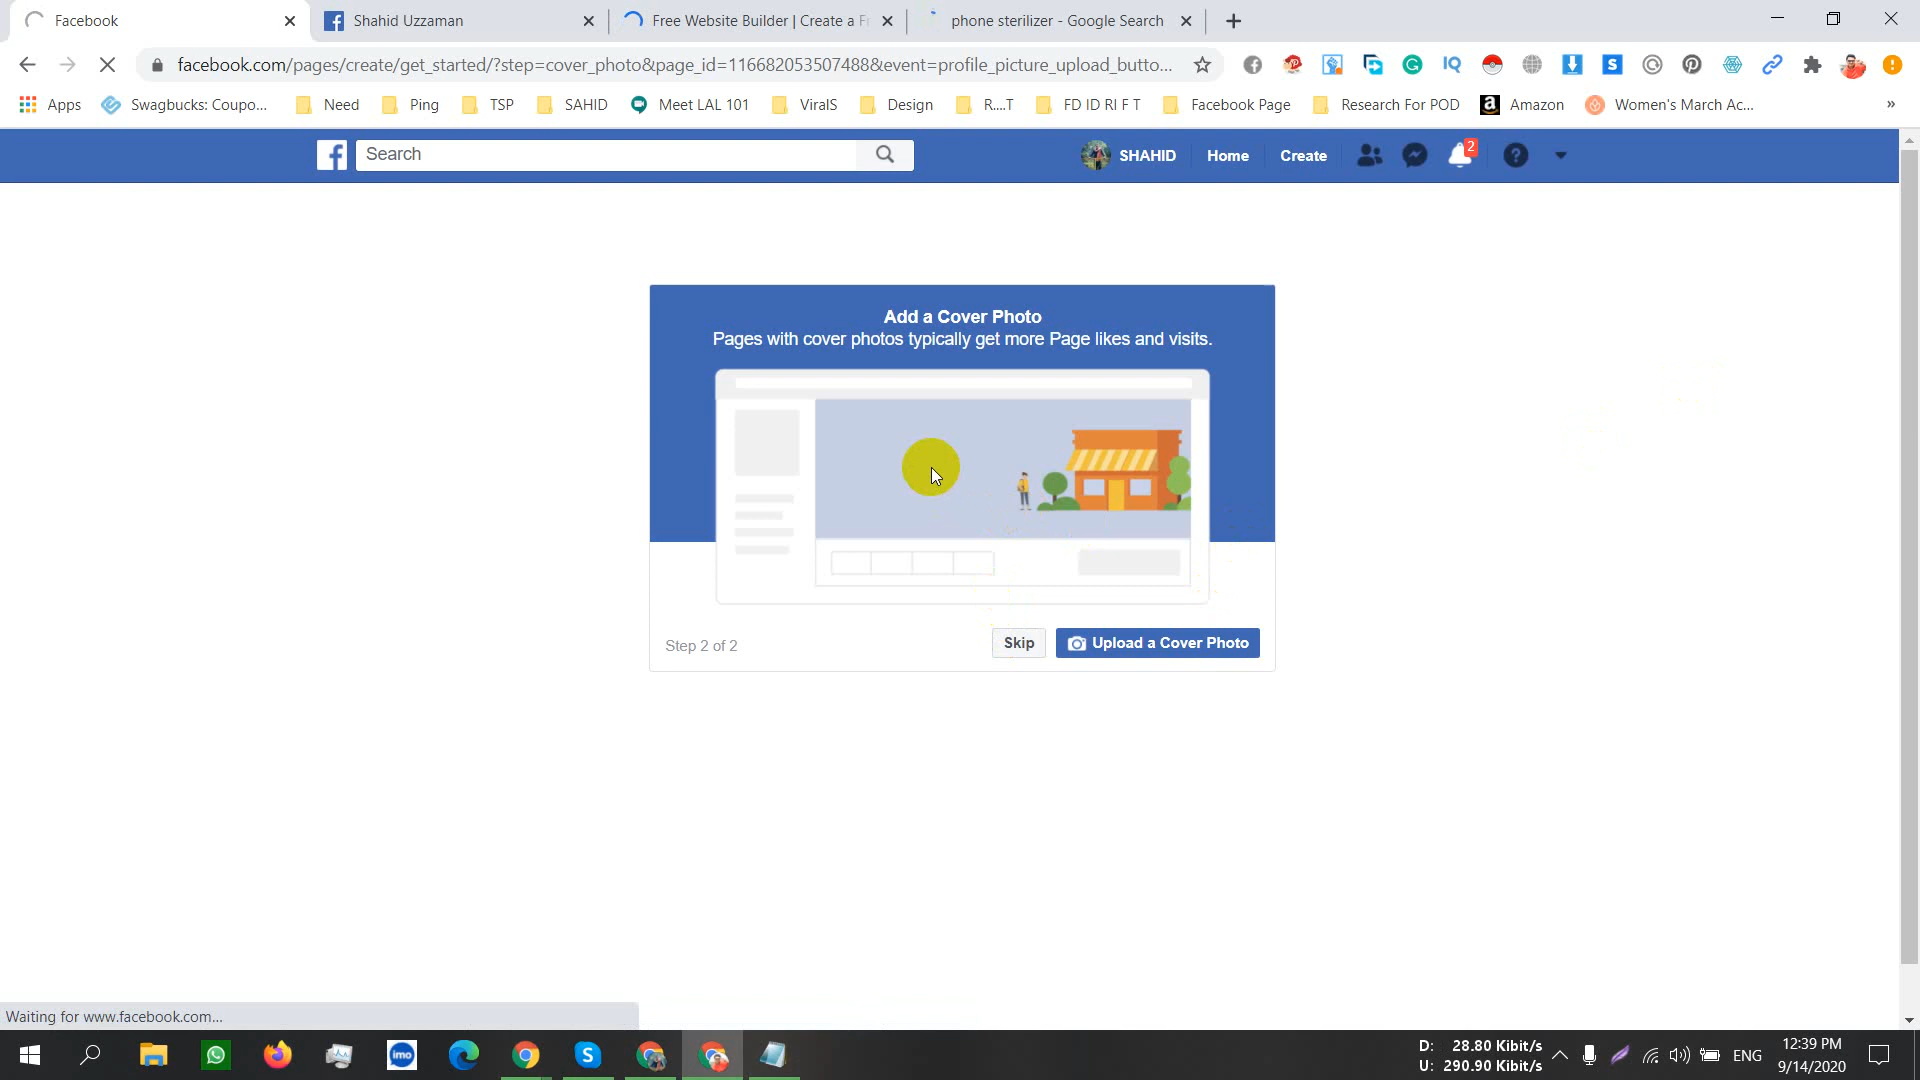 Facebook
Shahid Uzzaman
Free Website Builder | Create a Fr
phone sterilizer - Google Search
facebook.com/pages/create/get_started/?step=cover_photo&page_id=116682053507488&event=profile_picture_upload_butto...
Apps
Swagbucks: Coupo...
Need
Ping
TSP
SAHID
Meet LAL 101
ViralS
Design
R....T
FD ID RI F T
Facebook Page
Research For POD
Amazon
Women's March Ac...
»
Search
SHAHID
Home
Create
2
Add a Cover Photo
Pages with cover photos typically get more Page likes and visits.
Step 2 of 2
Skip
Upload a Cover Photo
Waiting for www.facebook.com...
imo
D: 28.80 Kibit/s
U: 290.90 Kibit/s
ENG
12:39 PM
9/14/2020